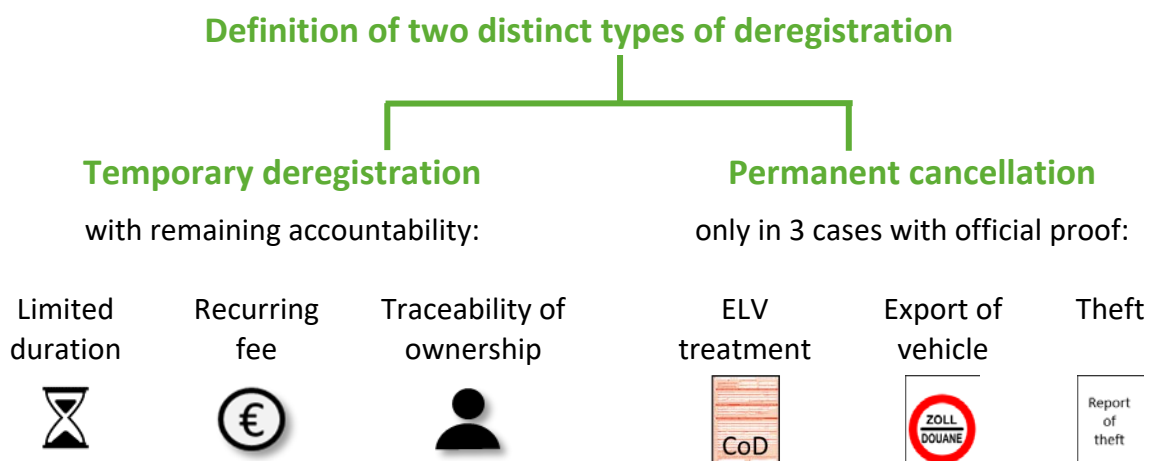 Definition of two distinct types of deregistration
Temporary deregistration
with remaining accountability:
Limited
duration
Recurring
fee
€
Traceability of
ownership
Permanent cancellation
only in 3 cases with official proof:
ELV
treatment
CoD
Export of
vehicle
ZOLL
DOUANE
Theft
Report
of
theft